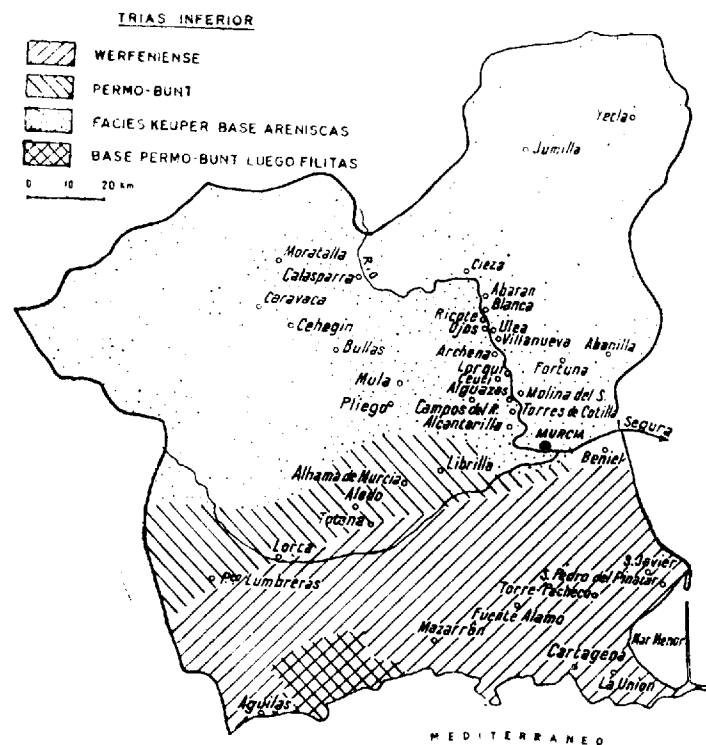 TRIAS INFERIOR
WERFENIENSE
PERMO-BUNT
FACIES KEUPER BASE ARENISCAS
BASE PERMO-BUNT LUEGO FILITAS
0 10 20 km
Yecla
Jumilla
Moratalla
Calasparra
RIO
Cieza
Caravaca
Abaran
Blanca
Cehegin
Ricote
Ojos
Ulea
Villanueva
Bullas
Archena
Abanilla
Fortuna
Lorqui
Ceuti
Mula
Alguazas
Molina del S.
Pliego
Campos del R.
Torres de Cotilla
Alcantarilla
Segura
MURCIA
Beniel
Librilla
Alhama de Murcia
Aledo
Totana
Lorca
Pto Lumbreras
S. Javier
S. Pedro del Pinatar
Torre-Pacheco
Fuente Alamo
Mazarrón
Mar Menor
Cartagena
La Union
Aguilas
MEDITERRANEO